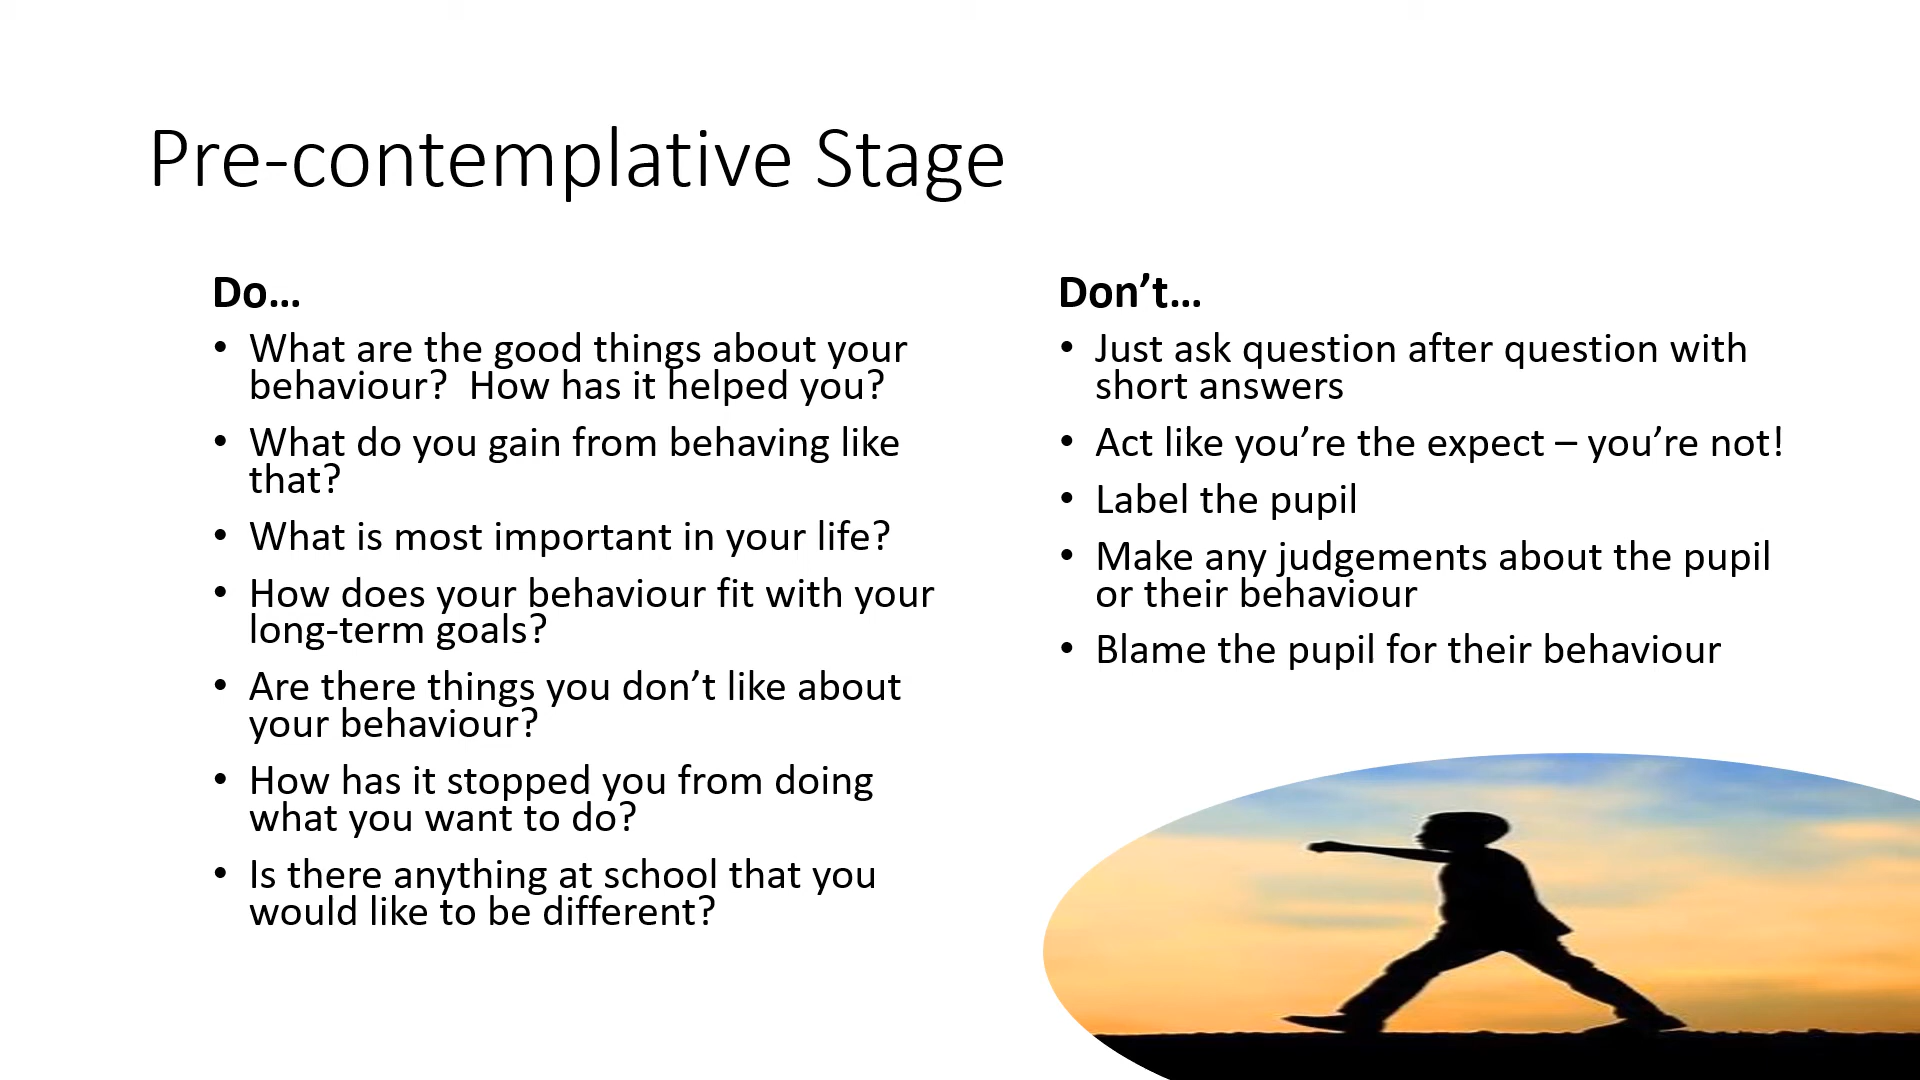 Pre-contemplative Stage
Do…
• What are the good things about your
behaviour?  How has it helped you?
• What do you gain from behaving like
that?
• What is most important in your life?
• How does your behaviour fit with your
long-term goals?
• Are there things you don’t like about
your behaviour?
• How has it stopped you from doing
what you want to do?
• Is there anything at school that you
would like to be different?
Don’t…
• Just ask question after question with
short answers
• Act like you’re the expect – you’re not!
• Label the pupil
• Make any judgements about the pupil
or their behaviour
• Blame the pupil for their behaviour